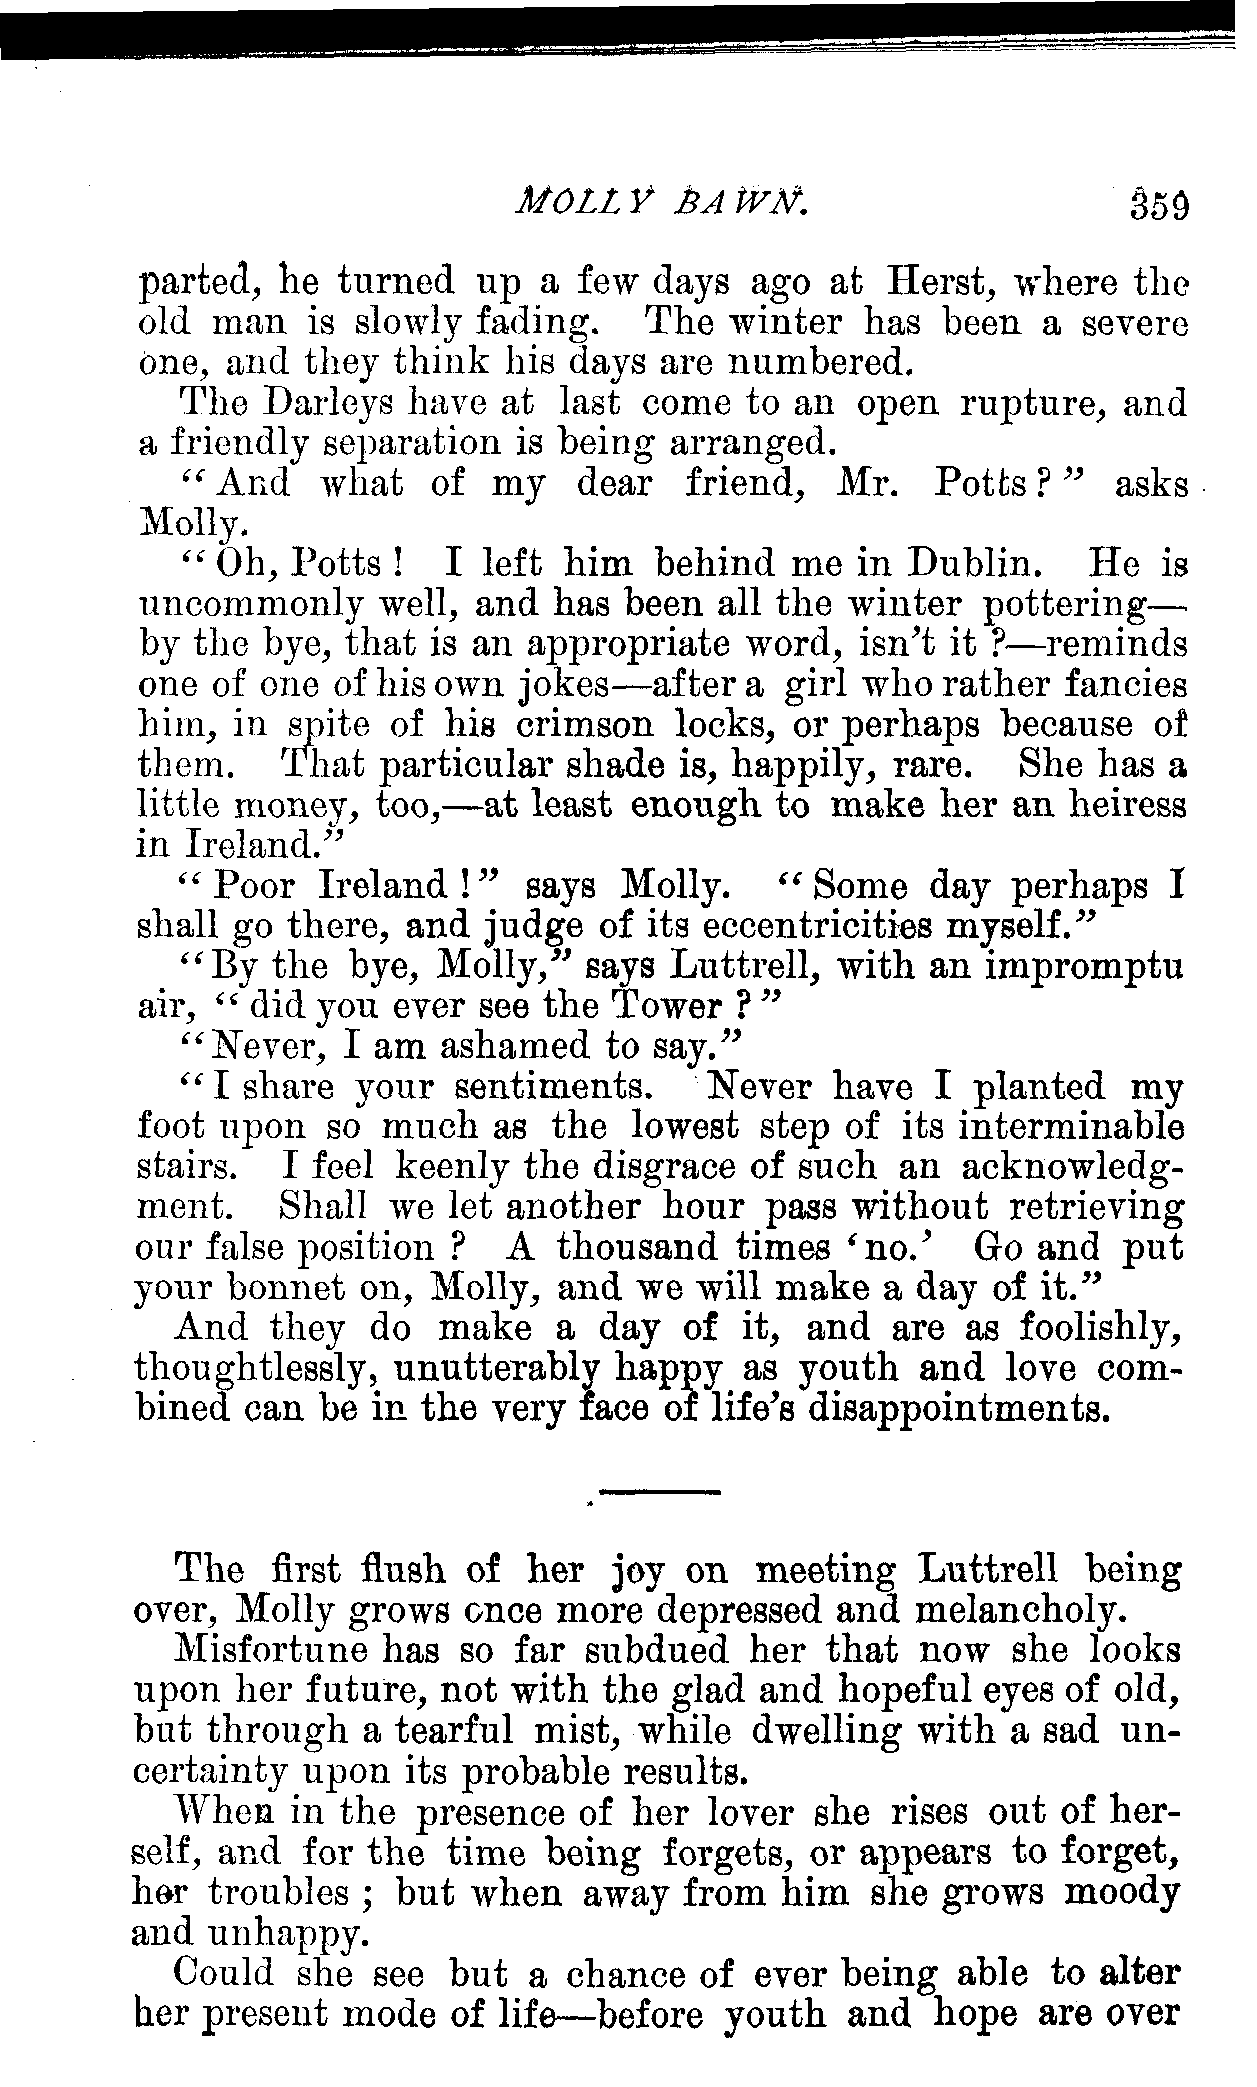 MOLLY BAWN. 359
parted, he turned up a few days ago at Herst, where the
old man is slowly fading. The winter has been a severe
one, and they think his days are numbered.
The Darleys have at last come to an open rupture, and
a friendly separation is being arranged.
“And what of my dear friend, Mr. Potts?” asks
Molly.
“Oh, Potts! I left him behind me in Dublin. He is
uncommonly well, and has been all the winter pottering—
by the bye, that is an appropriate word, isn’t it?—reminds
one of one of his own jokes—after a girl who rather fancies
him, in spite of his crimson locks, or perhaps because of
them. That particular shade is, happily, rare. She has a
little money, too,—at least enough to make her an heiress
in Ireland.”
“Poor Ireland!” says Molly. “Some day perhaps I
shall go there, and judge of its eccentricities myself.”
“By the bye, Molly,” says Luttrell, with an impromptu
air, “did you ever see the Tower?”
“Never, I am ashamed to say.”
“I share your sentiments. Never have I planted my
foot upon so much as the lowest step of its interminable
stairs. I feel keenly the disgrace of such an acknowledg-
ment. Shall we let another hour pass without retrieving
our false position? A thousand times ‘no.’ Go and put
your bonnet on, Molly, and we will make a day of it.”
And they do make a day of it, and are as foolishly,
thoughtlessly, unutterably happy as youth and love com-
bined can be in the very face of life’s disappointments.
The first flush of her joy on meeting Luttrell being
over, Molly grows once more depressed and melancholy.
Misfortune has so far subdued her that now she looks
upon her future, not with the glad and hopeful eyes of old,
but through a tearful mist, while dwelling with a sad un-
certainty upon its probable results.
When in the presence of her lover she rises out of her-
self, and for the time being forgets, or appears to forget,
her troubles; but when away from him she grows moody
and unhappy.
Could she see but a chance of ever being able to alter
her present mode of life—before youth and hope are over